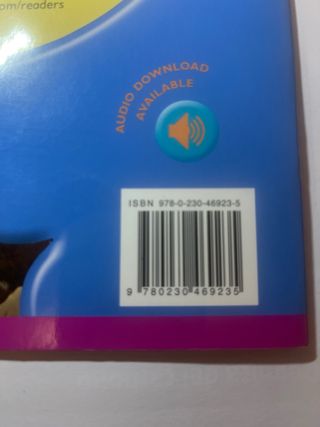 om/readers
AUDIO DOWNLOAD
AVAILABLE
ISBN 978-0-230-46923-5
9 780230 469235